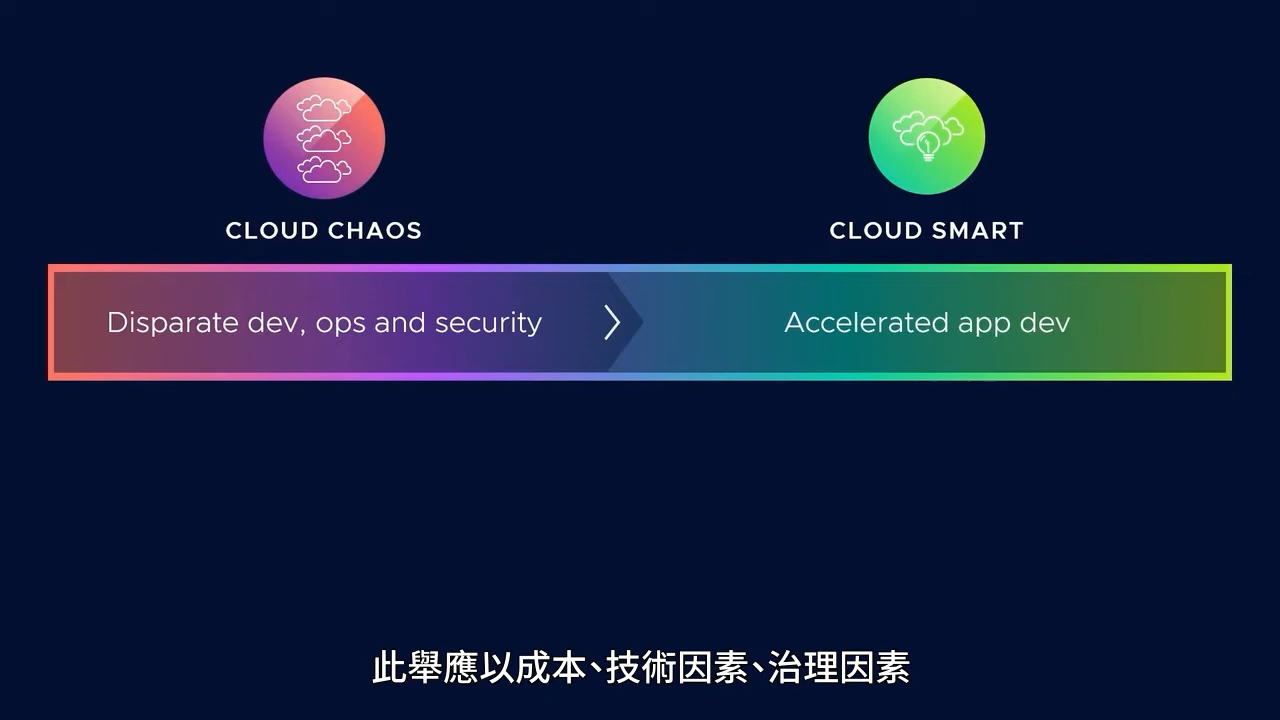 CLOUD CHAOS
CLOUD SMART
Disparate dev, ops and security
Accelerated app dev
此舉應以成本、技術因素、治理因素